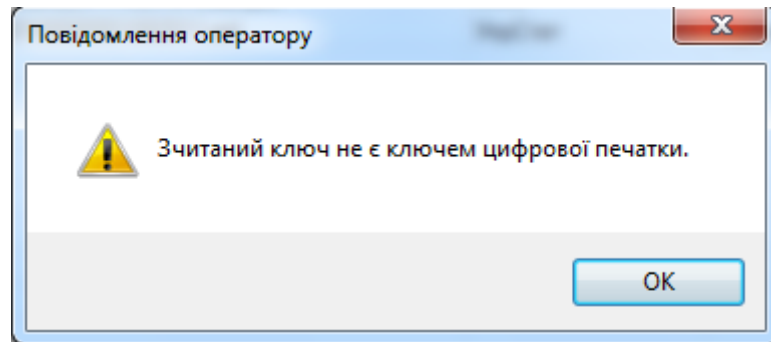 Повідомлення оператору
Зчитаний ключ не є ключем цифрової печатки.
OK